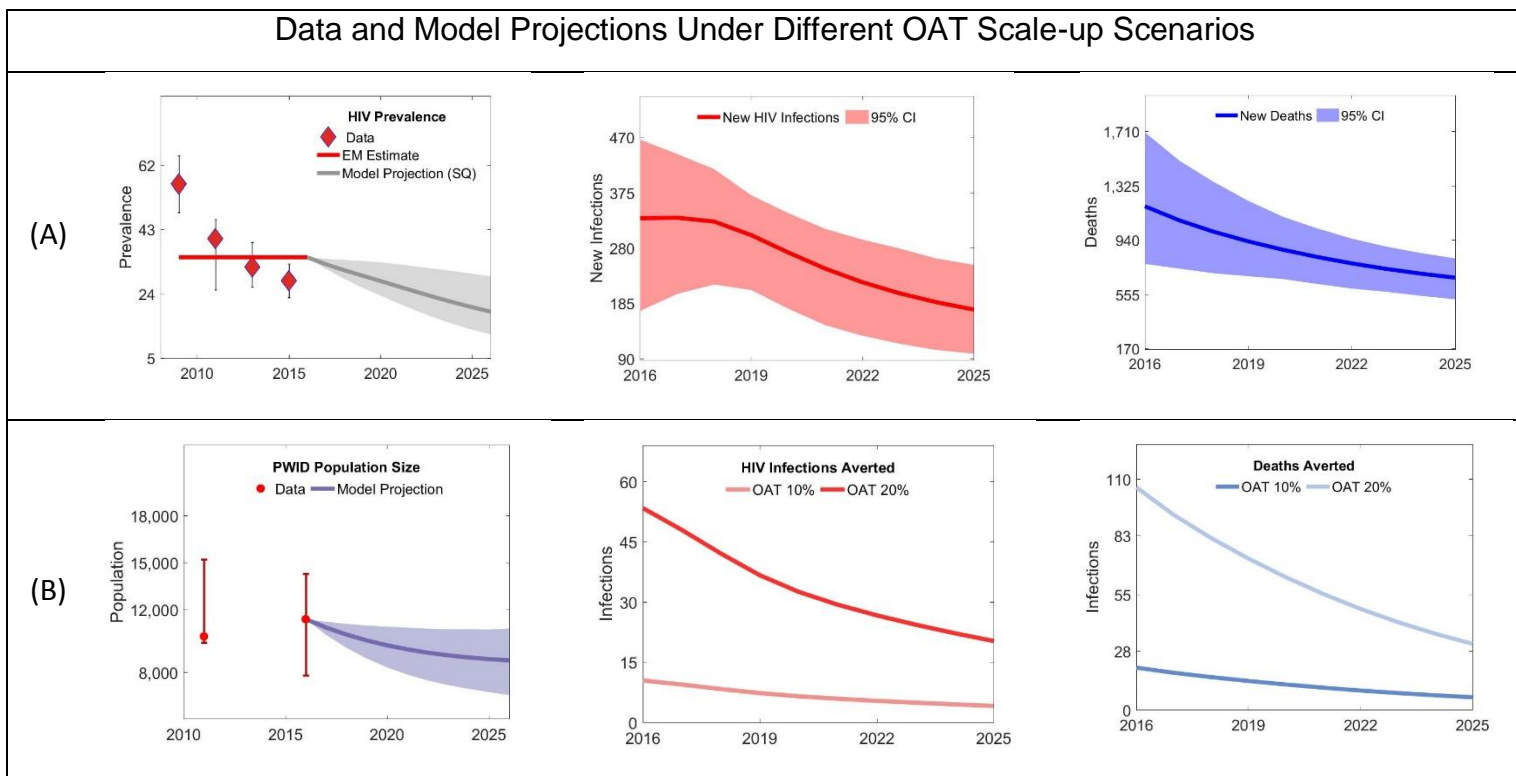 Data and Model Projections Under Different OAT Scale-up Scenarios
(A)
HIV Prevalence
Data
EM Estimate
Model Projection (SQ)
Prevalence
62
43
24
5
2010 2015 2020 2025
New HIV Infections 95% CI
New Infections
470
375
280
185
90
2016 2019 2022 2025
New Deaths 95% CI
Deaths
1,710
1,325
940
555
170
2016 2019 2022 2025
(B)
PWID Population Size
Data Model Projection
Population
18,000
15,000
12,000
8,000
2010 2015 2020 2025
HIV Infections Averted
OAT 10% OAT 20%
Infections
60
45
30
15
0
2016 2019 2022 2025
Deaths Averted
OAT 10% OAT 20%
Infections
110
83
55
28
0
2016 2019 2022 2025